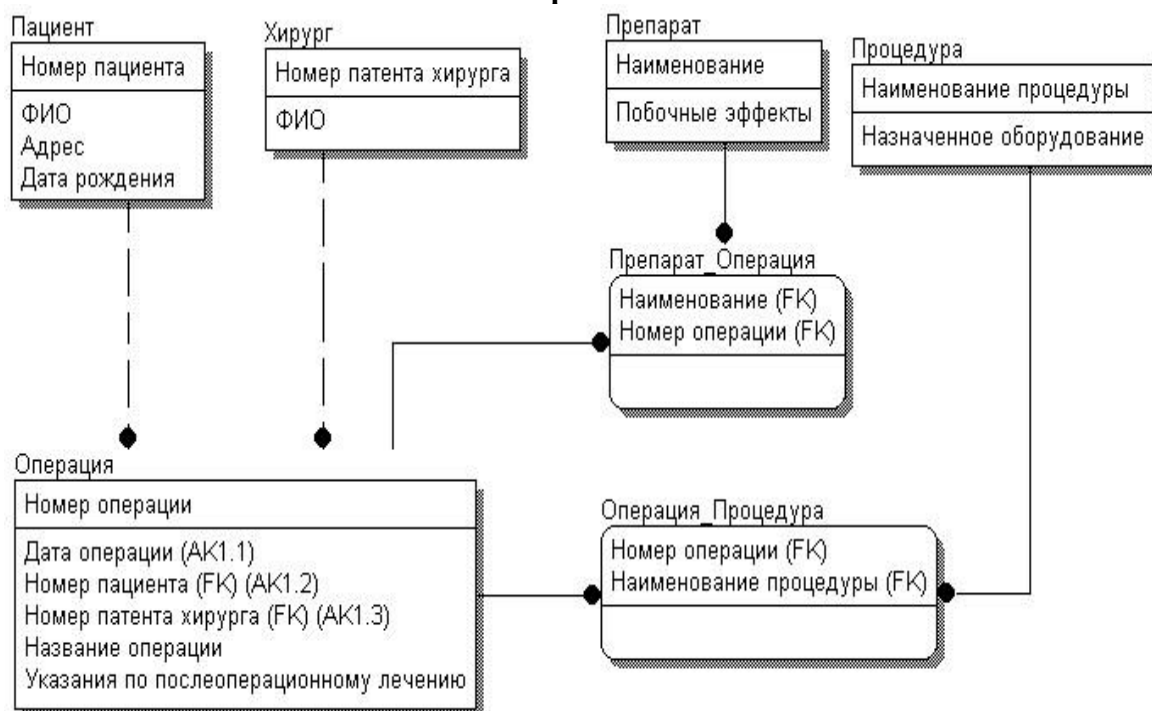 Пациент
Номер пациента
ФИО
Адрес
Дата рождения
Хирург
Номер патента хирурга
ФИО
Препарат
Наименование
Побочные эффекты
Процедура
Наименование процедуры
Назначенное оборудование
Препарат_Операция
Наименование (FK)
Номер операции (FK)
Операция
Номер операции
Дата операции (AK1.1)
Номер пациента (FK) (AK1.2)
Номер патента хирурга (FK) (AK1.3)
Название операции
Указания по послеоперационному лечению
Операция_Процедура
Номер операции (FK)
Наименование процедуры (FK)